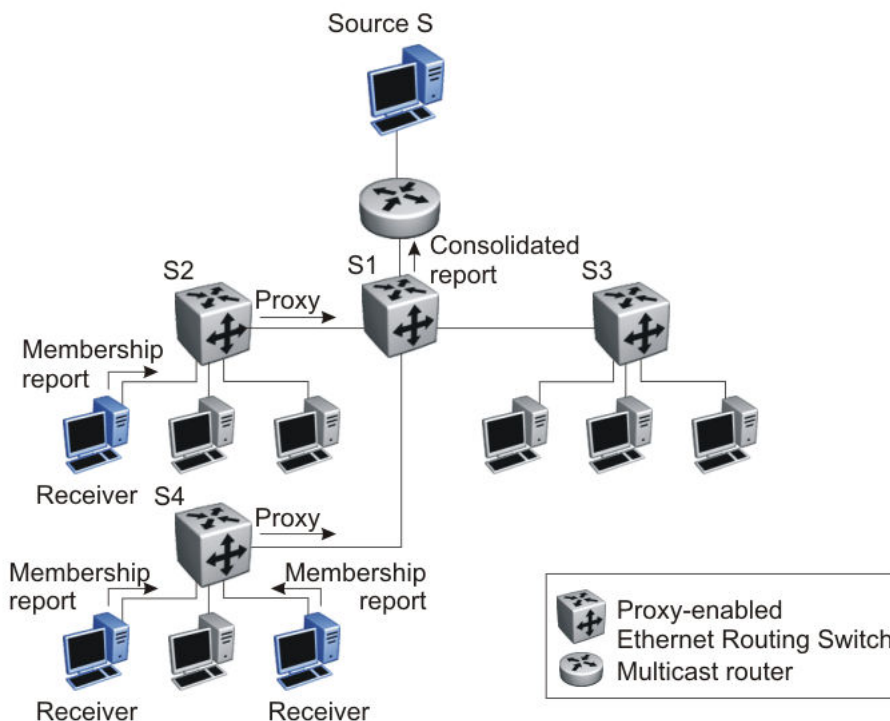 Source S
Consolidated
report
S1
S2
Proxy
S3
Membership
report
Receiver
S4
Proxy
Membership
report
Membership
report
Receiver
Receiver
Proxy-enabled
Ethernet Routing Switch
Multicast router